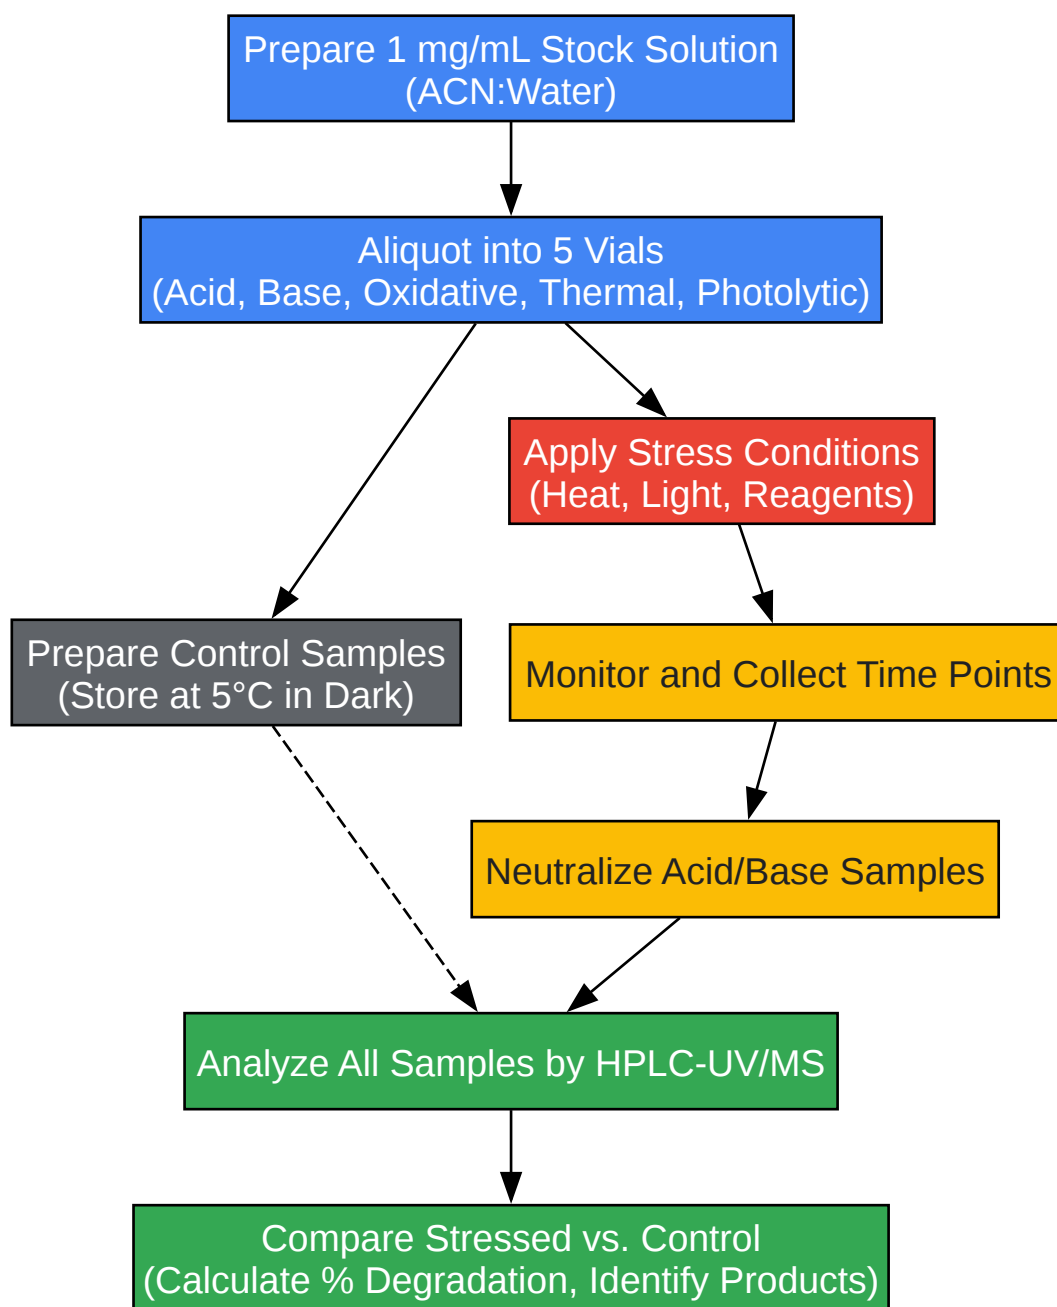 Prepare 1 mg/mL Stock Solution
(ACN:Water)
Aliquot into 5 Vials
(Acid, Base, Oxidative, Thermal, Photolytic)
Apply Stress Conditions
(Heat, Light, Reagents)
Prepare Control Samples
(Store at 5°C in Dark)
Monitor and Collect Time Points
Neutralize Acid/Base Samples
Analyze All Samples by HPLC-UV/MS
Compare Stressed vs. Control
(Calculate % Degradation, Identify Products)